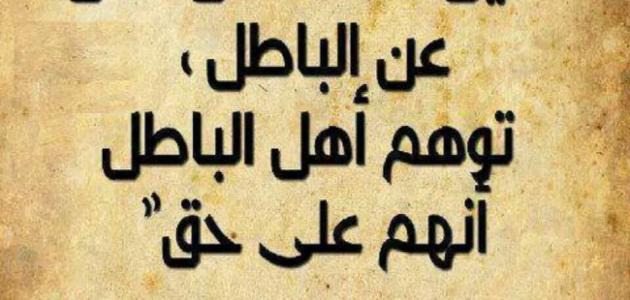 عن الباطل ،
توهم أهل الباطل
أنهم على حق”